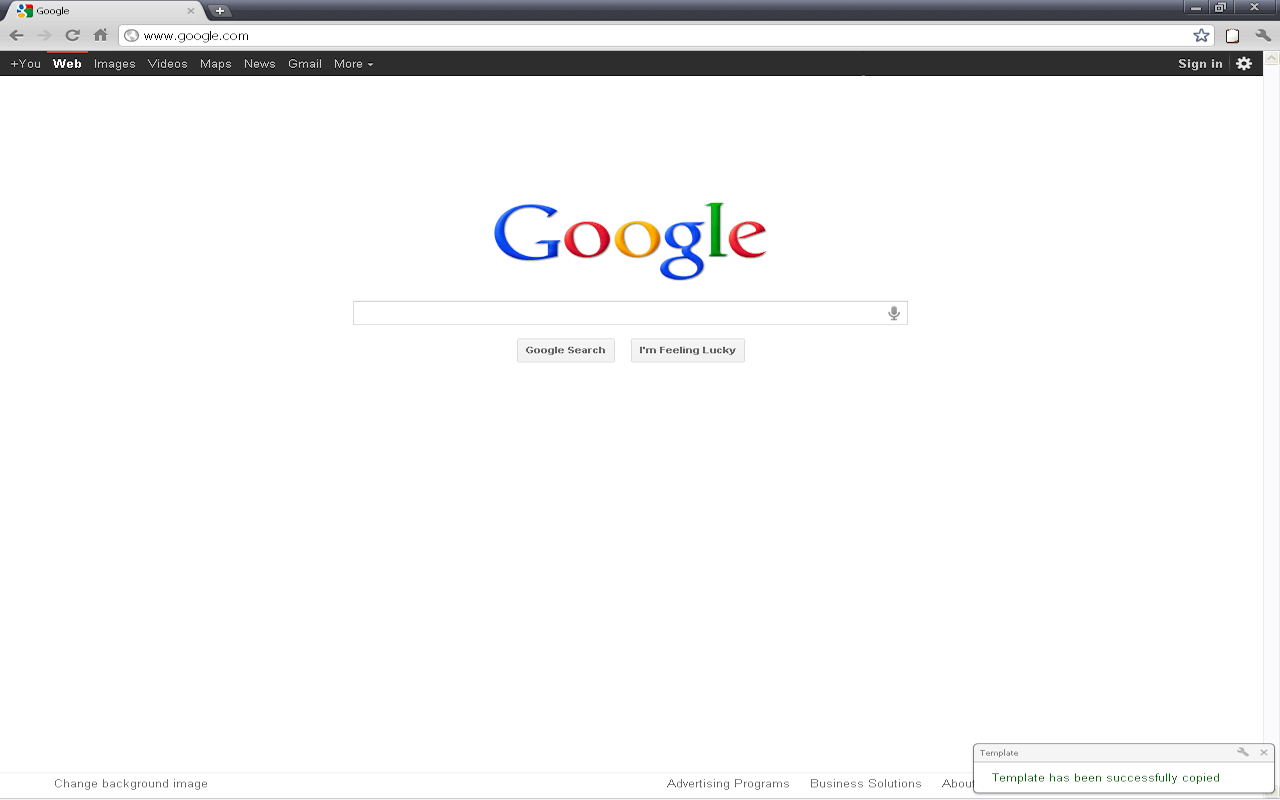 Google
www.google.com
+You Web Images Videos Maps News Gmail More Sign in
Google
Google Search I'm Feeling Lucky
Template
Template has been successfully copied
Change background image Advertising Programs Business Solutions About